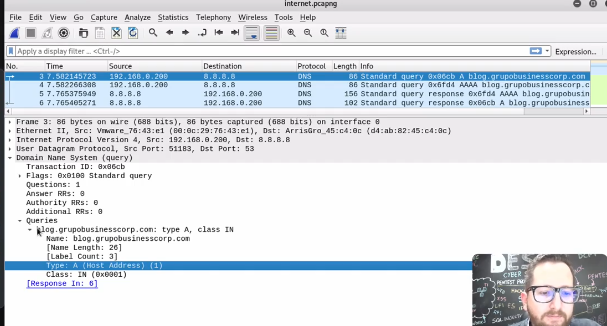 internet.pcapng
File Edit View Go Capture Analyze Statistics Telephony Wireless Tools Help
Apply a display filter ... <Ctrl-/> Expression...
No. Time Source Destination Protocol Length Info
3 7.582145723 192.168.0.200 8.8.8.8 DNS 86 Standard query 0x06cb A blog.grupobusinesscorp.com
4 7.582266308 192.168.0.200 8.8.8.8 DNS 86 Standard query 0x6fd4 AAAA blog.grupobusinesscorp.c
5 7.765375949 8.8.8.8 192.168.0.200 DNS 156 Standard query response 0x6fd4 AAAA blog.grupobusin
6 7.765405271 8.8.8.8 192.168.0.200 DNS 102 Standard query response 0x06cb A blog.grupobusiness
Frame 3: 86 bytes on wire (688 bits), 86 bytes captured (688 bits) on interface 0
Ethernet II, Src: Vmware_76:43:e1 (00:0c:29:76:43:e1), Dst: ArrisGro_45:c4:0c (d4:ab:82:45:c4:0c)
Internet Protocol Version 4, Src: 192.168.0.200, Dst: 8.8.8.8
User Datagram Protocol, Src Port: 51183, Dst Port: 53
Domain Name System (query)
Transaction ID: 0x06cb
Flags: 0x0100 Standard query
Questions: 1
Answer RRs: 0
Authority RRs: 0
Additional RRs: 0
Queries
blog.grupobusinesscorp.com: type A, class IN
Name: blog.grupobusinesscorp.com
[Name Length: 26]
[Label Count: 3]
Type: A (Host Address) (1)
Class: IN (0x0001)
[Response In: 6]